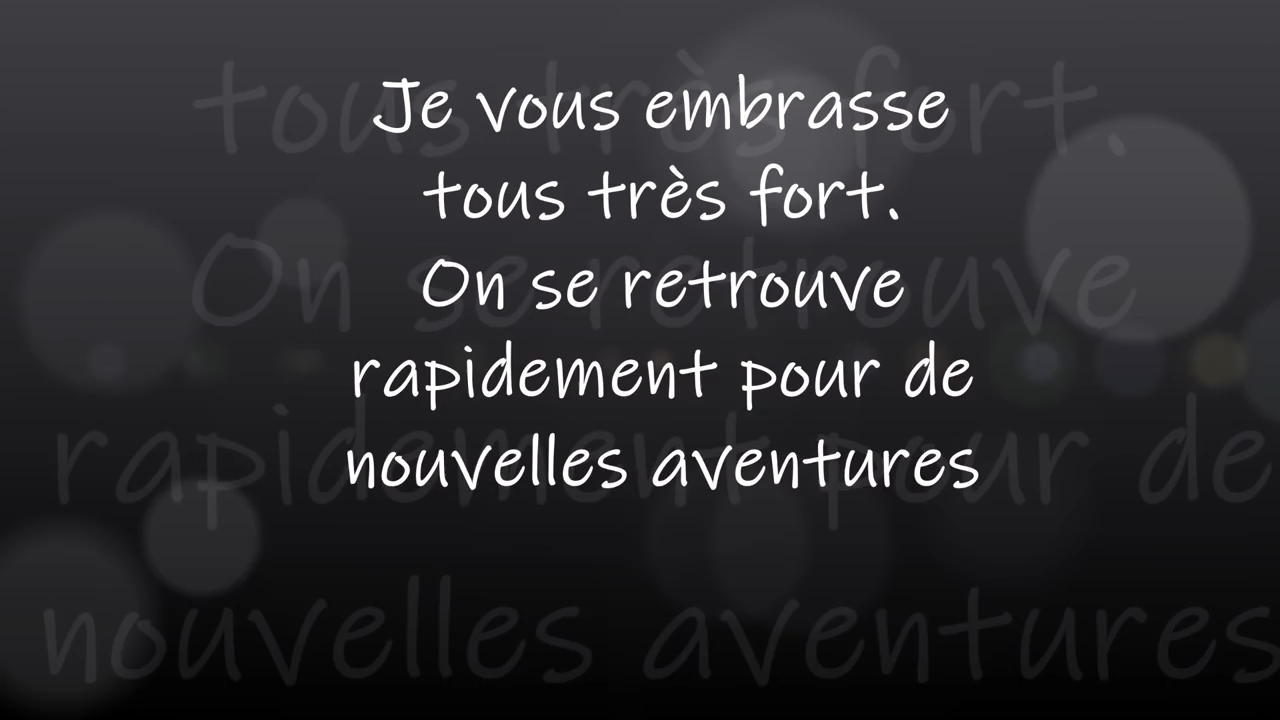 Je vous embrasse
tous très fort.
On se retrouve
rapidement pour de
nouvelles aventures